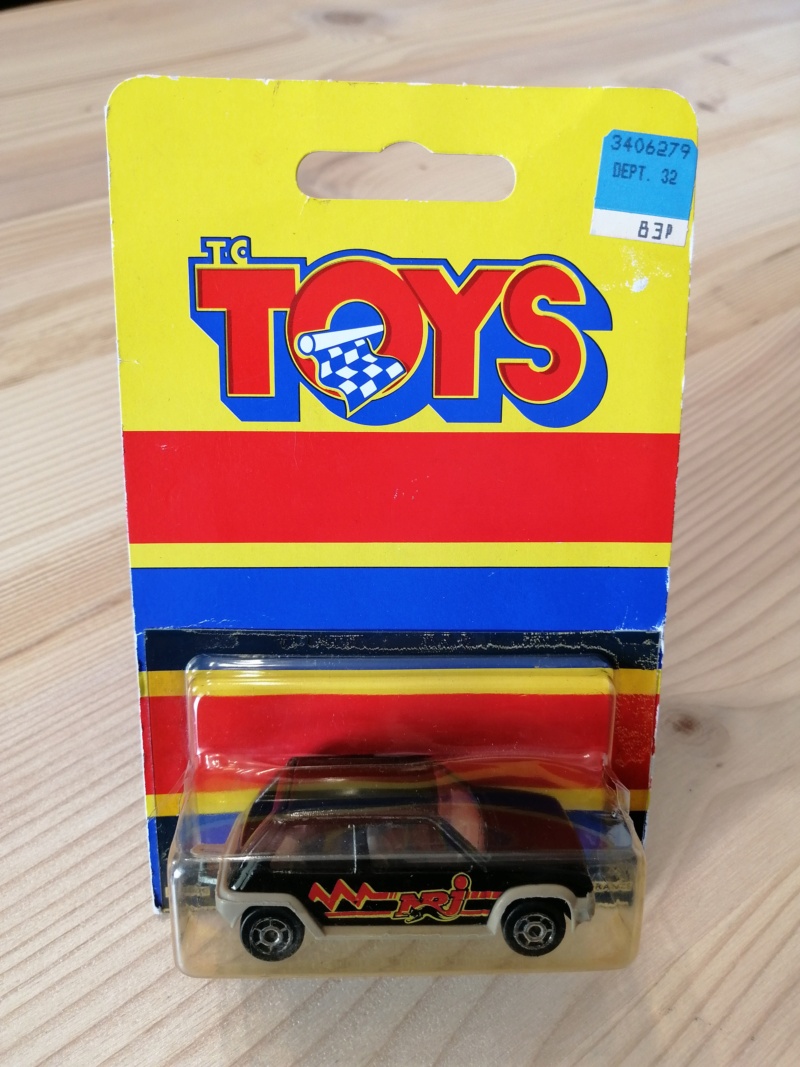 3406279
DEPT. 32
83P
TC
TOYS
NRJ